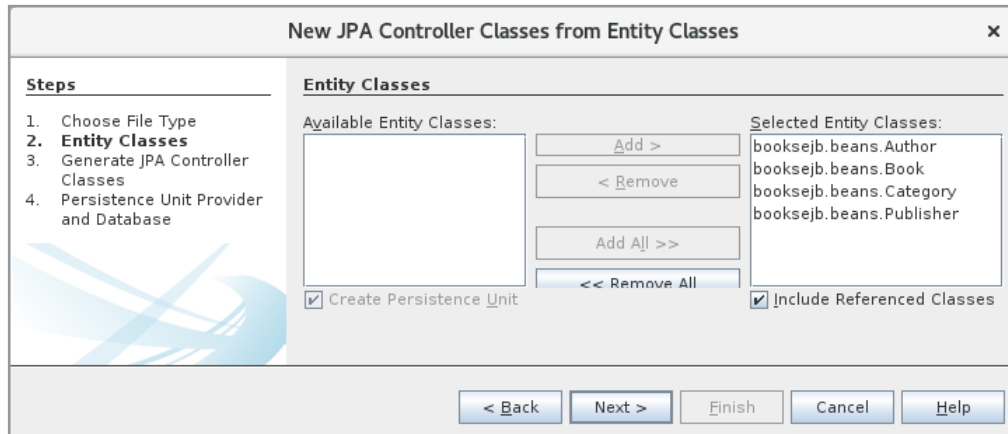 New JPA Controller Classes from Entity Classes
Steps
1. Choose File Type
2. Entity Classes
3. Generate JPA Controller
Classes
4. Persistence Unit Provider
and Database
Entity Classes
Available Entity Classes:
Add >
< Remove
Add All >>
<< Remove All
Selected Entity Classes:
booksejb.beans.Author
booksejb.beans.Book
booksejb.beans.Category
booksejb.beans.Publisher
Create Persistence Unit
Include Referenced Classes
< Back
Next >
Finish
Cancel
Help